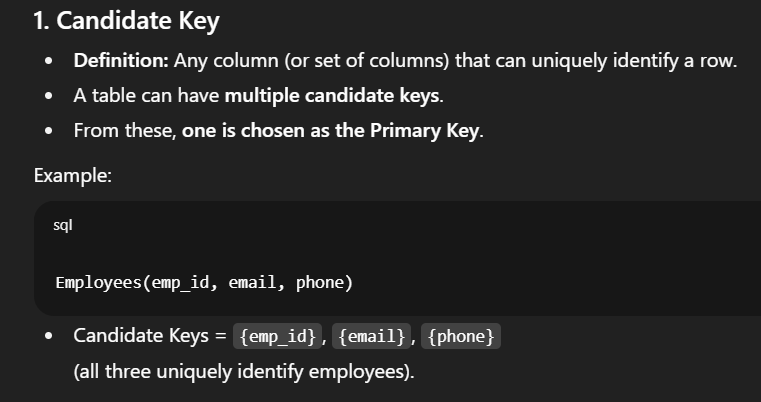 1. Candidate Key
• Definition: Any column (or set of columns) that can uniquely identify a row.
• A table can have multiple candidate keys.
• From these, one is chosen as the Primary Key.
Example:
sql
Employees(emp_id, email, phone)
• Candidate Keys = {emp_id}, {email}, {phone}
(all three uniquely identify employees).